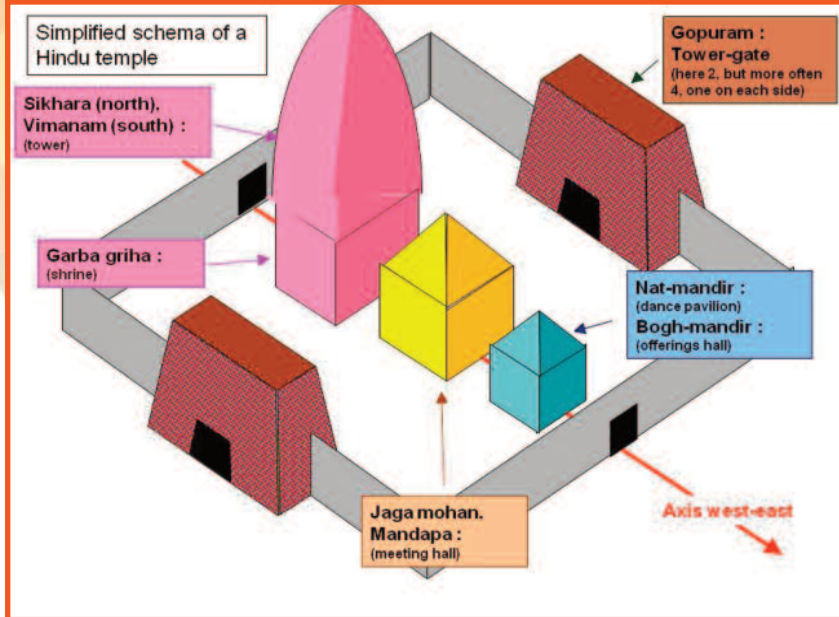 Simplified schema of a
Hindu temple
Gopuram :
Tower-gate
(here 2, but more often
4, one on each side)
Sikhara (north).
Vimanam (south) :
(tower)
Garba griha :
(shrine)
Nat-mandir :
(dance pavilion)
Bogh-mandir :
(offerings hall)
Jaga mohan.
Mandapa :
(meeting hall)
Axis west-east